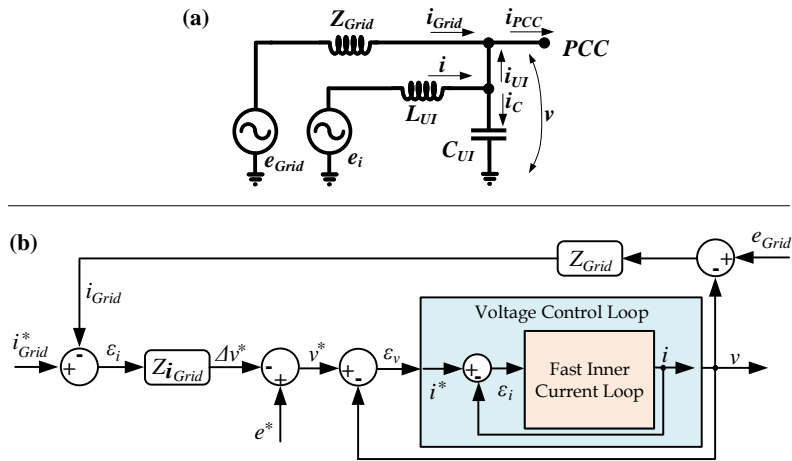 (a)
Z_Grid
i_Grid
i_PCC
PCC
i
i_UI
i_C
v
L_UI
C_UI
e_Grid
e_i
(b)
e_Grid
Z_Grid
+
-
i_Grid
Voltage Control Loop
i*_Grid
-
+
ε_i
Z_iGrid
Δv*
-
+
v*
+
-
ε_v
i*
+
-
ε_i
Fast Inner
Current Loop
i
v
e*